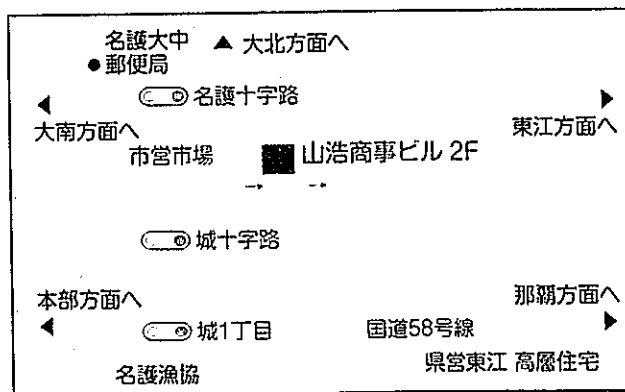 名護大中 ▲ 大北方面へ
●郵便局
名護十字路
大南方面へ
東江方面へ
市営市場
山浩商事ビル 2F
城十字路
本部方面へ
那覇方面へ
城1丁目
国道58号線
名護漁協
県営東江 高層住宅